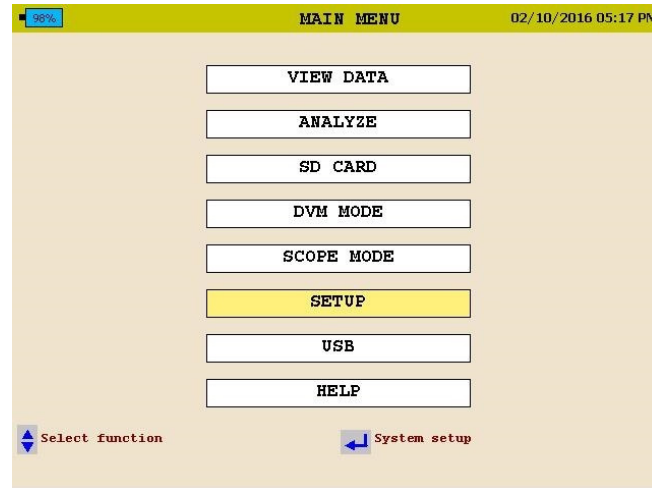 98% MAIN MENU 02/10/2016 05:17 PM
VIEW DATA
ANALYZE
SD CARD
DVM MODE
SCOPE MODE
SETUP
USB
HELP
Select function System setup